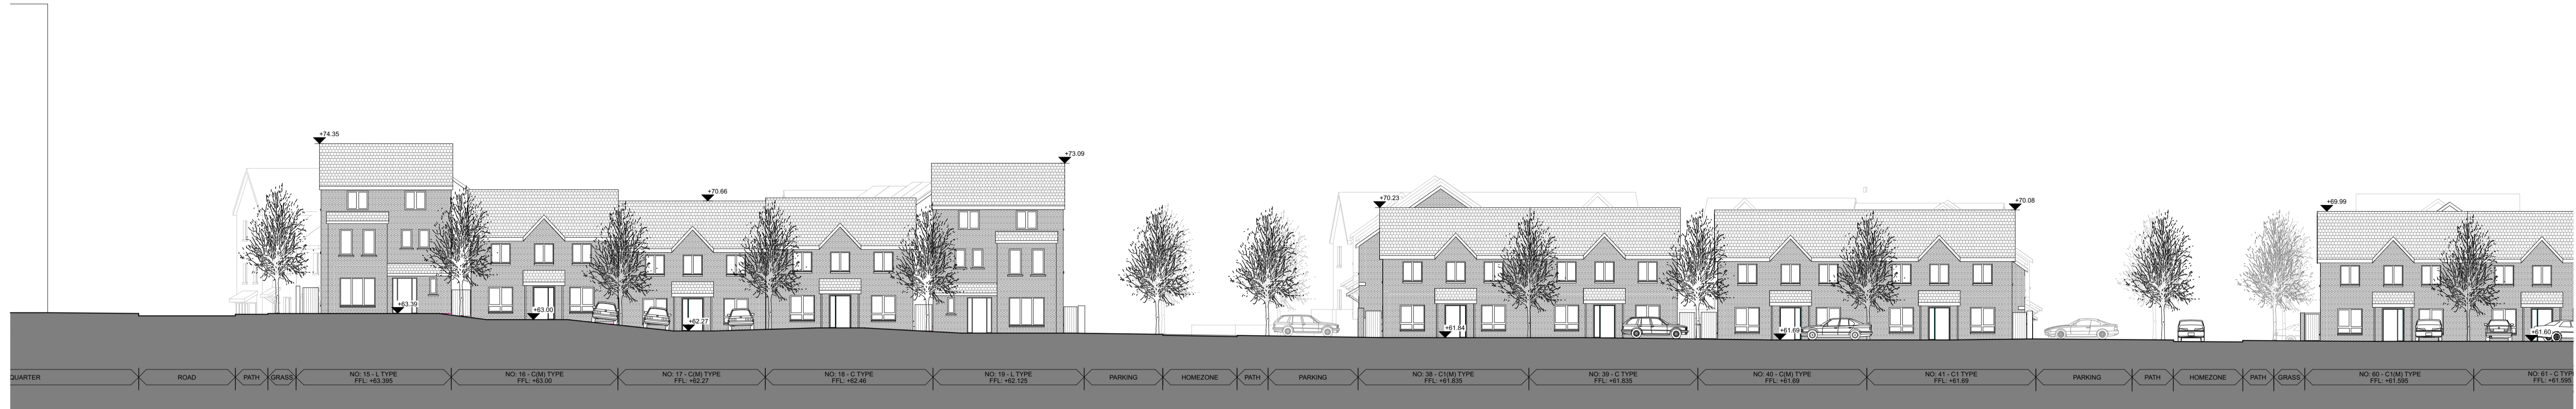 +74.35
+73.09
+70.66
+70.23
+70.08
+69.99
+63.39
+63.00
+62.27
+61.84
+61.69
+61.60
QUARTER
ROAD
PATH
GRASS
NO: 15 - L TYPE
FFL: +63.395
NO: 16 - C(M) TYPE
FFL: +63.00
NO: 17 - C(M) TYPE
FFL: +62.27
NO: 18 - C TYPE
FFL: +62.46
NO: 19 - L TYPE
FFL: +62.125
PARKING
HOMEZONE
PATH
PARKING
NO: 38 - C1(M) TYPE
FFL: +61.835
NO: 39 - C TYPE
FFL: +61.835
NO: 40 - C(M) TYPE
FFL: +61.69
NO: 41 - C1 TYPE
FFL: +61.69
PARKING
PATH
HOMEZONE
PATH
GRASS
NO: 60 - C1(M) TYPE
FFL: +61.595
NO: 61 - C TYP
FFL: +61.595